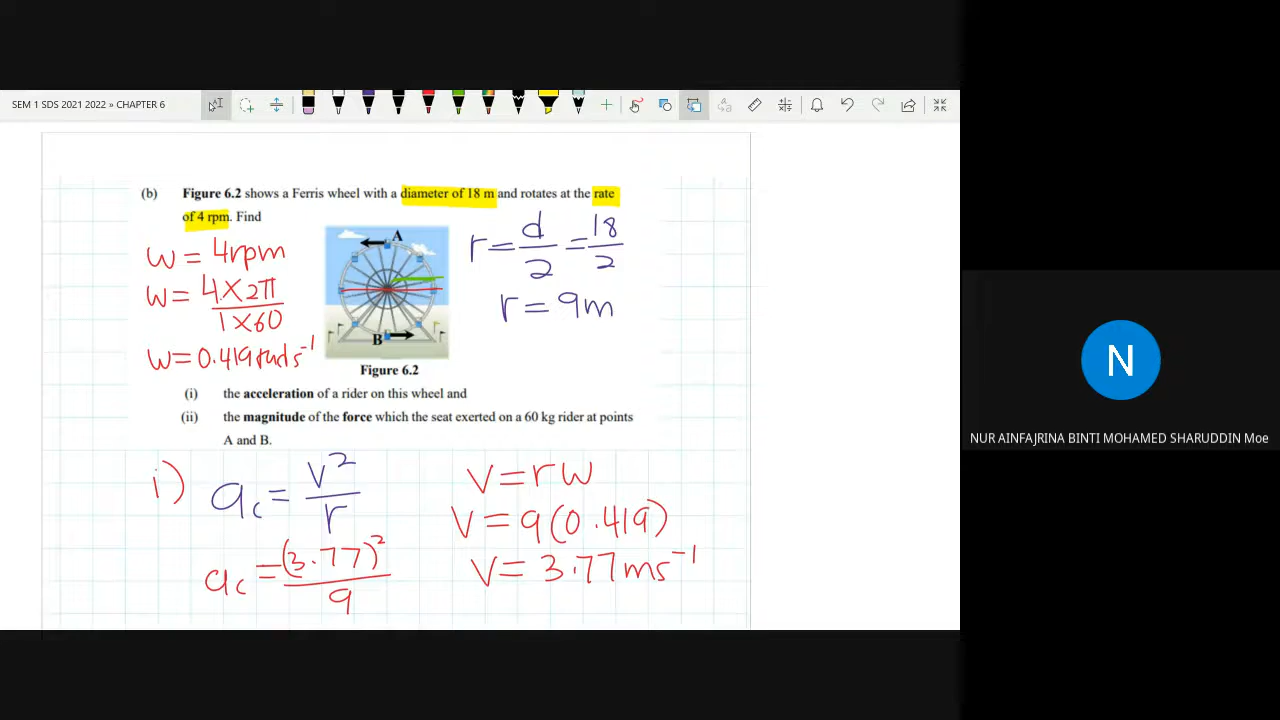 SEM 1 SDS 2021 2022 » CHAPTER 6
(b) Figure 6.2 shows a Ferris wheel with a diameter of 18 m and rotates at the rate
of 4 rpm. Find
w = 4rpm
w = 4 × 2π / 1 × 60
w = 0.419 rad s⁻¹
A
B
r = d/2 = 18/2
r = 9m
Figure 6.2
(i) the acceleration of a rider on this wheel and
(ii) the magnitude of the force which the seat exerted on a 60 kg rider at points
A and B.
i) ac = v²/r
ac = (3.77)²/9
v = rw
v = 9(0.419)
v = 3.77ms⁻¹
N
NUR AINFAJRINA BINTI MOHAMED SHARUDDIN Moe